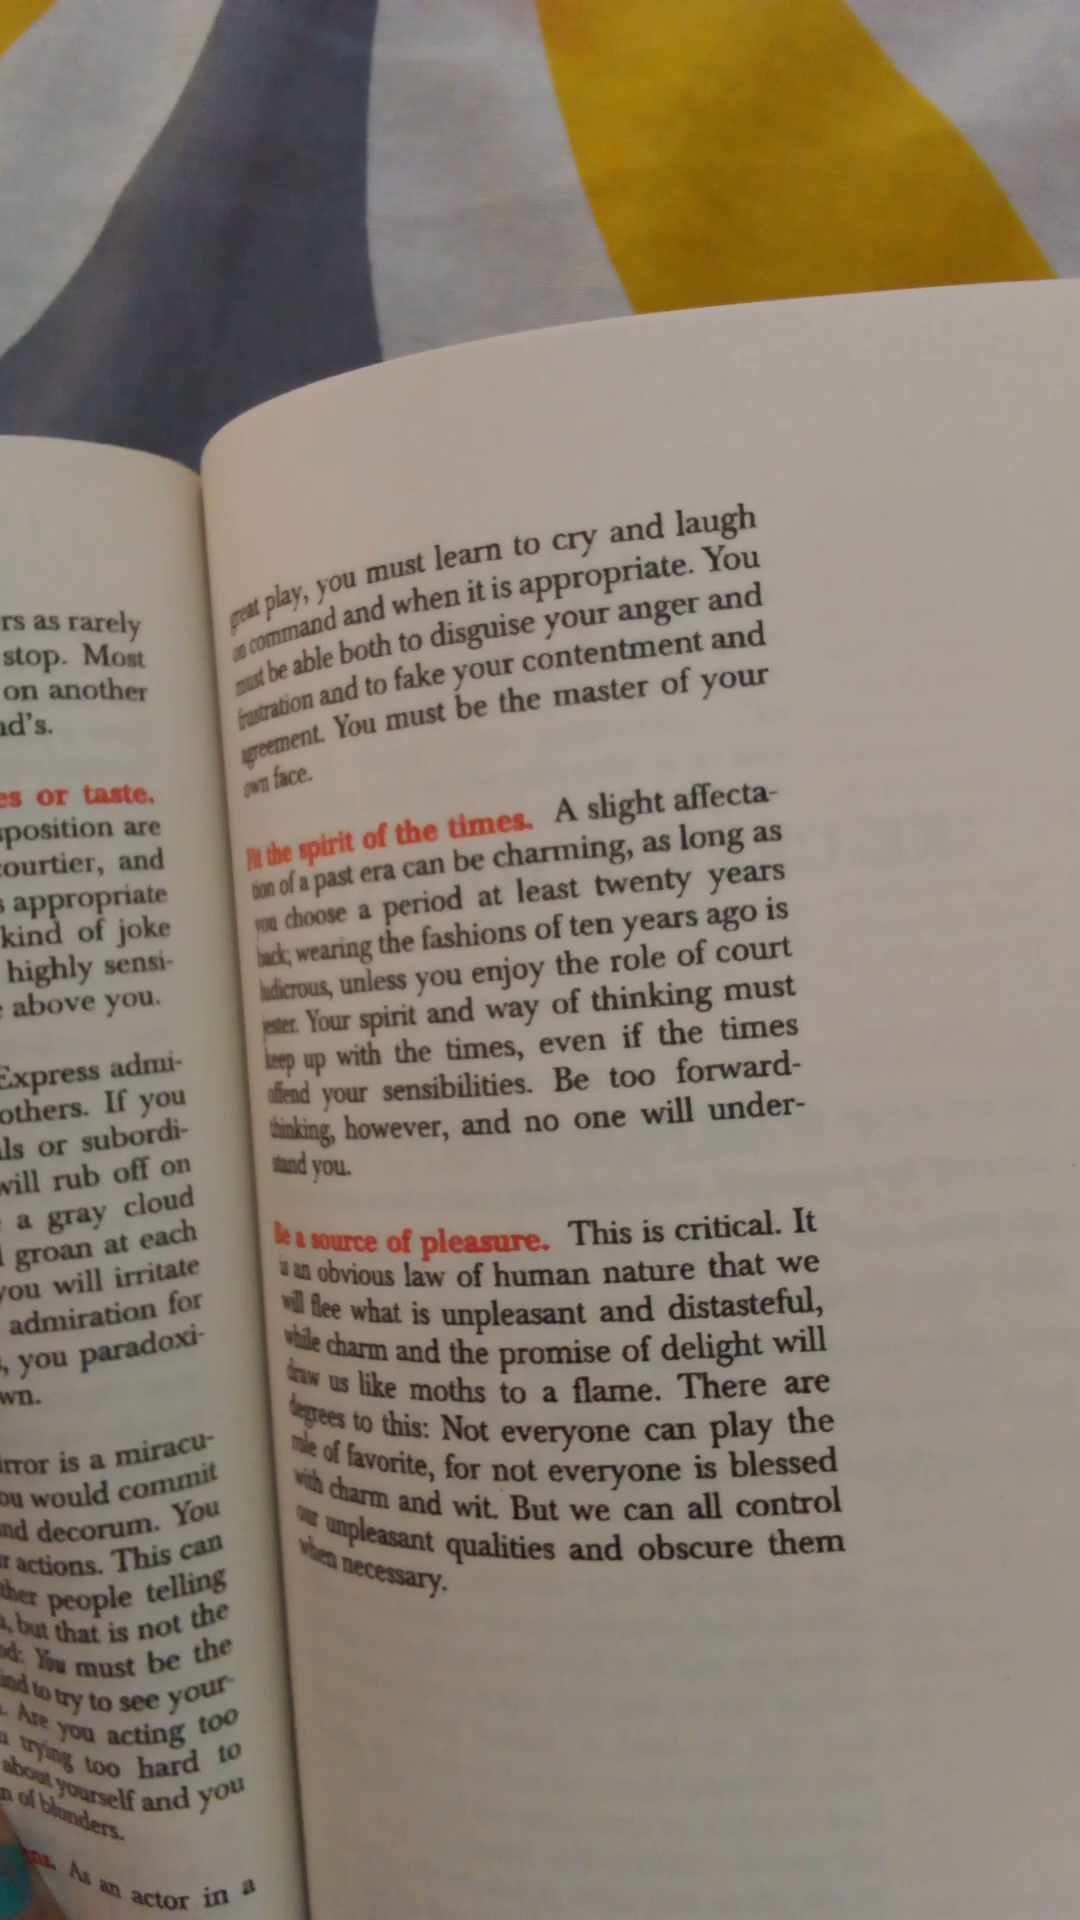 rs as rarely
stop. Most
on another
nd's.
es or taste.
sposition are
courtier, and
s appropriate
kind of joke
highly sensi-
e above you.
Express admi-
others. If you
ls or subordi-
will rub off on
a gray cloud
groan at each
you will irritate
admiration for
, you paradoxi-
wn.
irror is a miracu-
ou would commit
nd decorum. You
r actions. This can
ther people telling
, but that is not the
od: You must be the
ind to try to see your-
. Are you acting too
u trying too hard to
about yourself and you
n of blunders.
ons. As an actor in a
great play, you must learn to cry and laugh
on command and when it is appropriate. You
must be able both to disguise your anger and
frustration and to fake your contentment and
agreement. You must be the master of your
own face.
Fit the spirit of the times. A slight affecta-
tion of a past era can be charming, as long as
you choose a period at least twenty years
back; wearing the fashions of ten years ago is
ludicrous, unless you enjoy the role of court
jester. Your spirit and way of thinking must
keep up with the times, even if the times
offend your sensibilities. Be too forward-
thinking, however, and no one will under-
stand you.
Be a source of pleasure. This is critical. It
is an obvious law of human nature that we
will flee what is unpleasant and distasteful,
while charm and the promise of delight will
draw us like moths to a flame. There are
degrees to this: Not everyone can play the
role of favorite, for not everyone is blessed
with charm and wit. But we can all control
our unpleasant qualities and obscure them
when necessary.